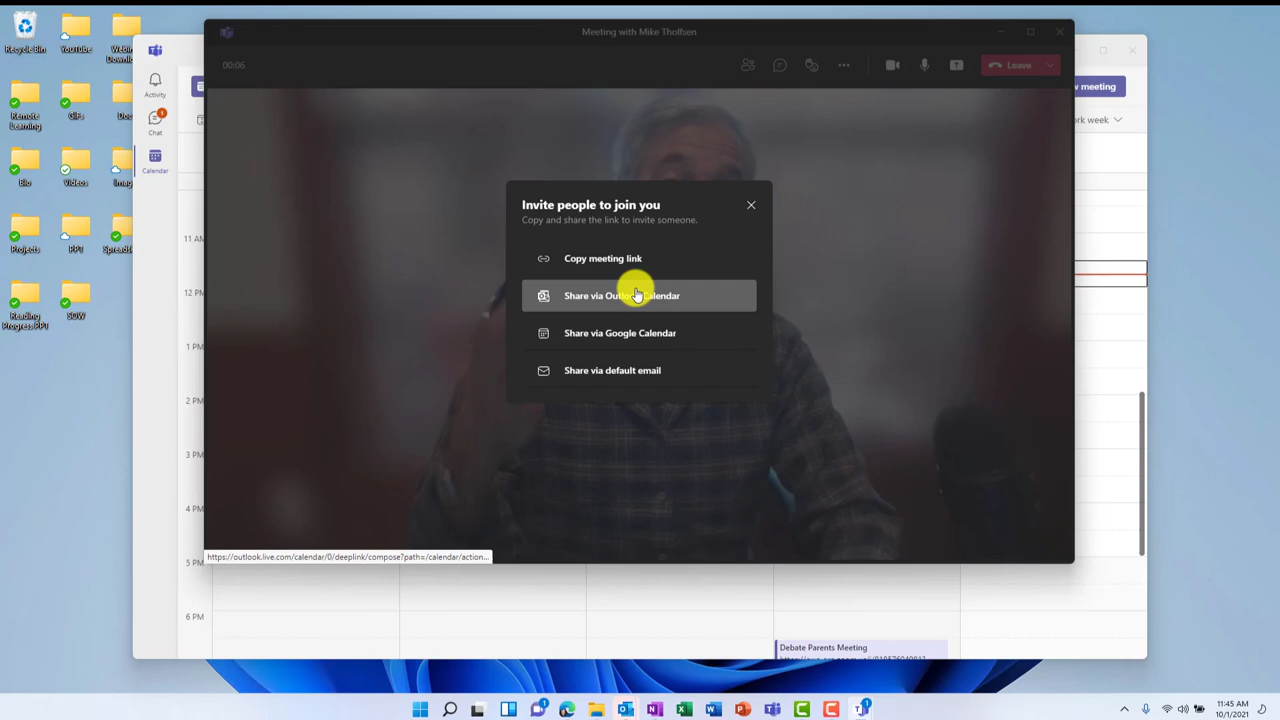 Recycle Bin
YouTube
Remote
Learning
GIFs
Bio
Videos
Projects
PPT
Reading
Progress PPT
SOW
Activity
Chat
1
Calendar
Meeting with Mike Tholfsen
00:06
Leave
meeting
work week
Invite people to join you
Copy and share the link to invite someone.
Copy meeting link
Share via Outlook Calendar
Share via Google Calendar
Share via default email
https://outlook.live.com/calendar/0/deeplink/compose?path=/calendar/action...
11 AM
12 PM
1 PM
2 PM
3 PM
4 PM
5 PM
6 PM
Debate Parents Meeting
11:45 AM
10/1/2021